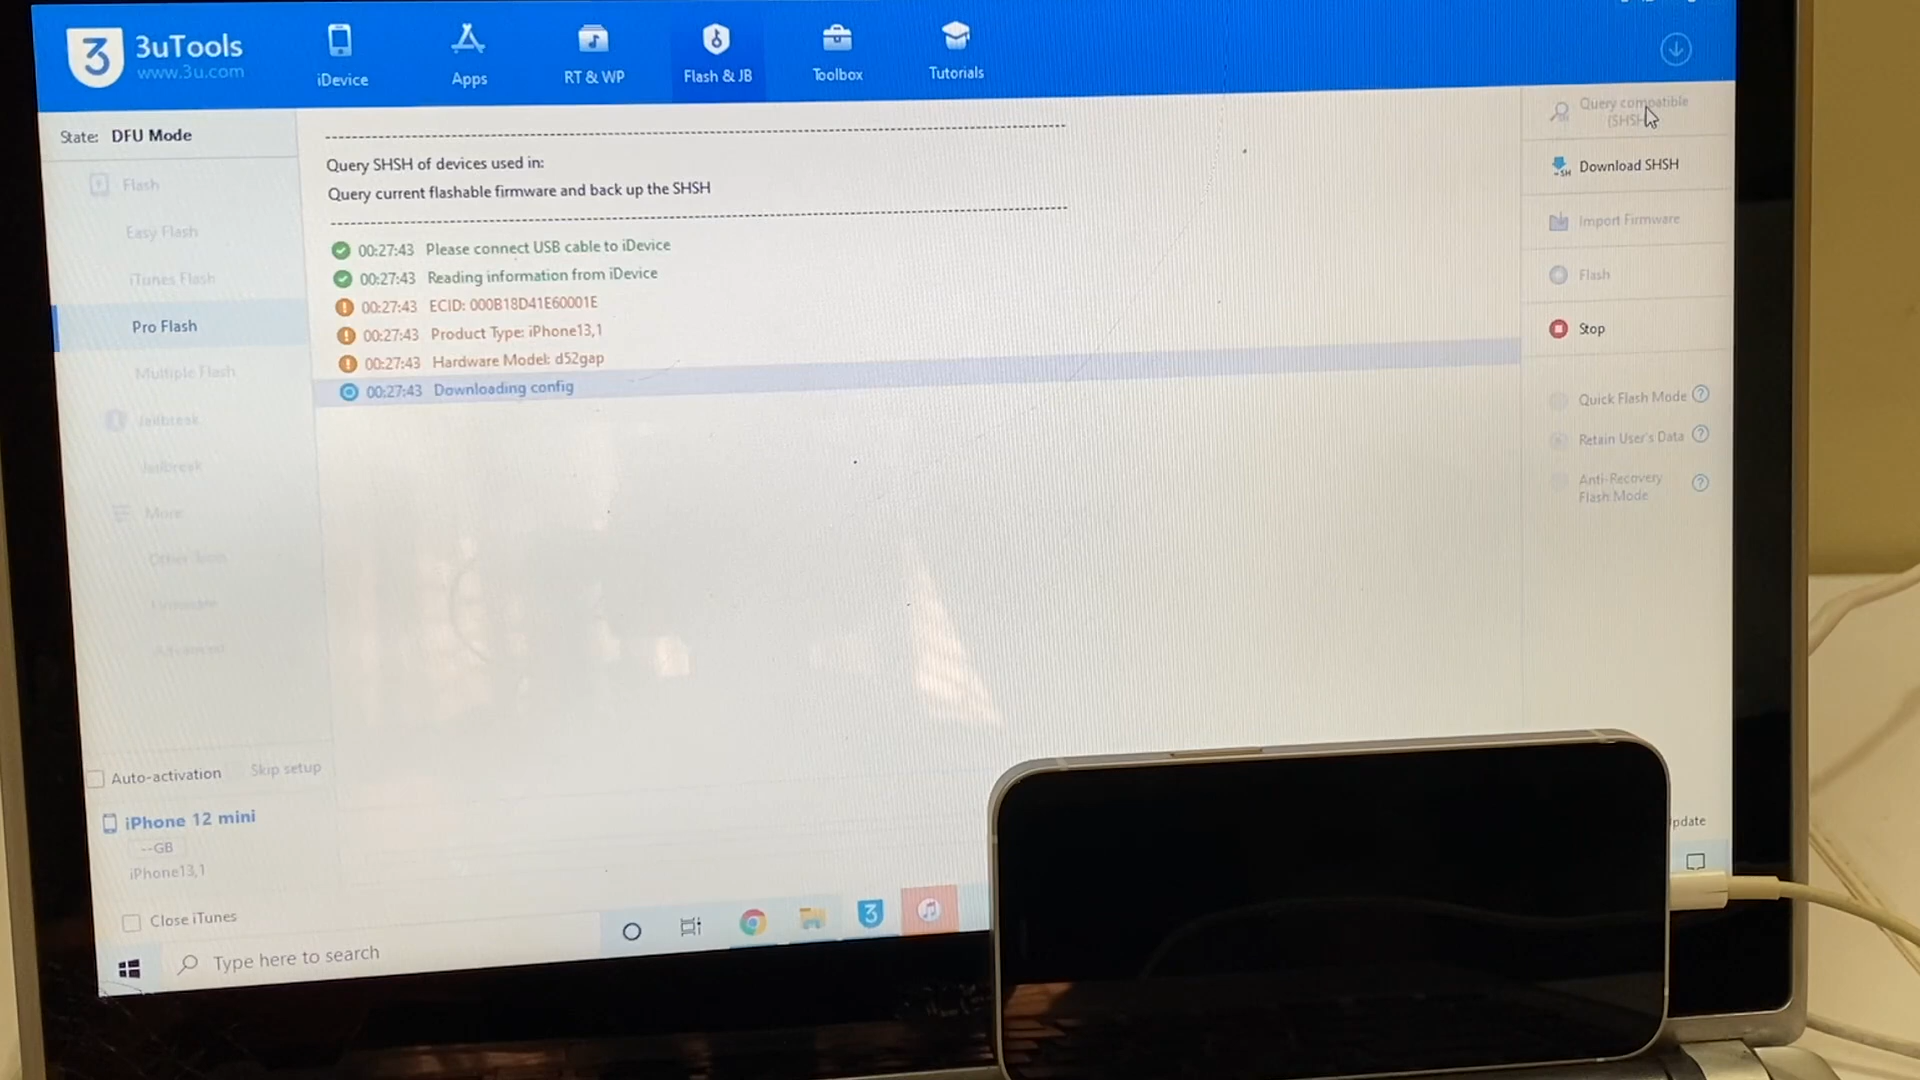 3uTools
www.3u.com
iDevice
Apps
RT & WP
Flash & JB
Toolbox
Tutorials
State: DFU Mode
Flash
Easy Flash
iTunes Flash
Pro Flash
Multiple Flash
Jailbreak
Jailbreak
More
Advanced
Auto-activation
Skip setup
iPhone 12 mini
--GB
iPhone13,1
Close iTunes
Query SHSH of devices used in:
Query current flashable firmware and back up the SHSH
00:27:43 Please connect USB cable to iDevice
00:27:43 Reading information from iDevice
00:27:43 ECID: 000B18D41E60001E
00:27:43 Product Type: iPhone13,1
00:27:43 Hardware Model: d52gap
00:27:43 Downloading config
Query compatible
(SHSH
Download SHSH
Import Firmware
Flash
Stop
Quick Flash Mode
Retain User's Data
Anti-Recovery
Flash Mode
pdate
Type here to search